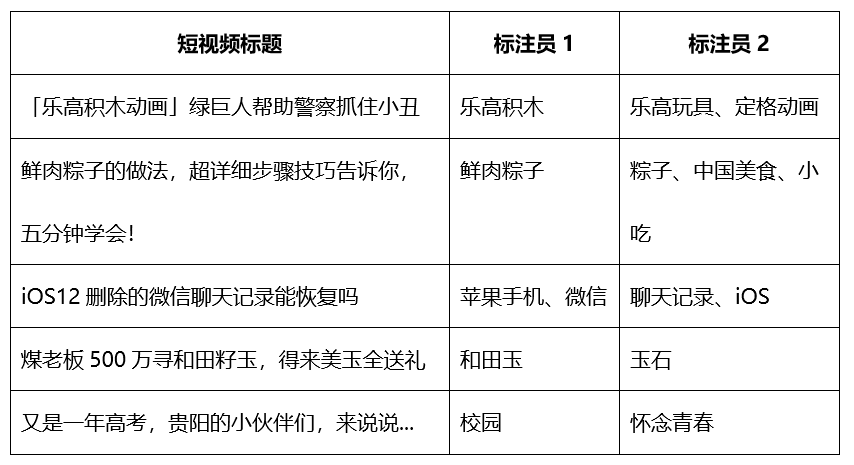 短视频标题 标注员 1 标注员 2
「乐高积木动画」绿巨人帮助警察抓住小丑 乐高积木 乐高玩具、定格动画
鲜肉粽子的做法，超详细步骤技巧告诉你， 鲜肉粽子 粽子、中国美食、小
五分钟学会！ 吃
iOS12 删除的微信聊天记录能恢复吗 苹果手机、微信 聊天记录、iOS
煤老板 500 万寻和田籽玉，得来美玉全送礼 和田玉 玉石
又是一年高考，贵阳的小伙伴们，来说说... 校园 怀念青春